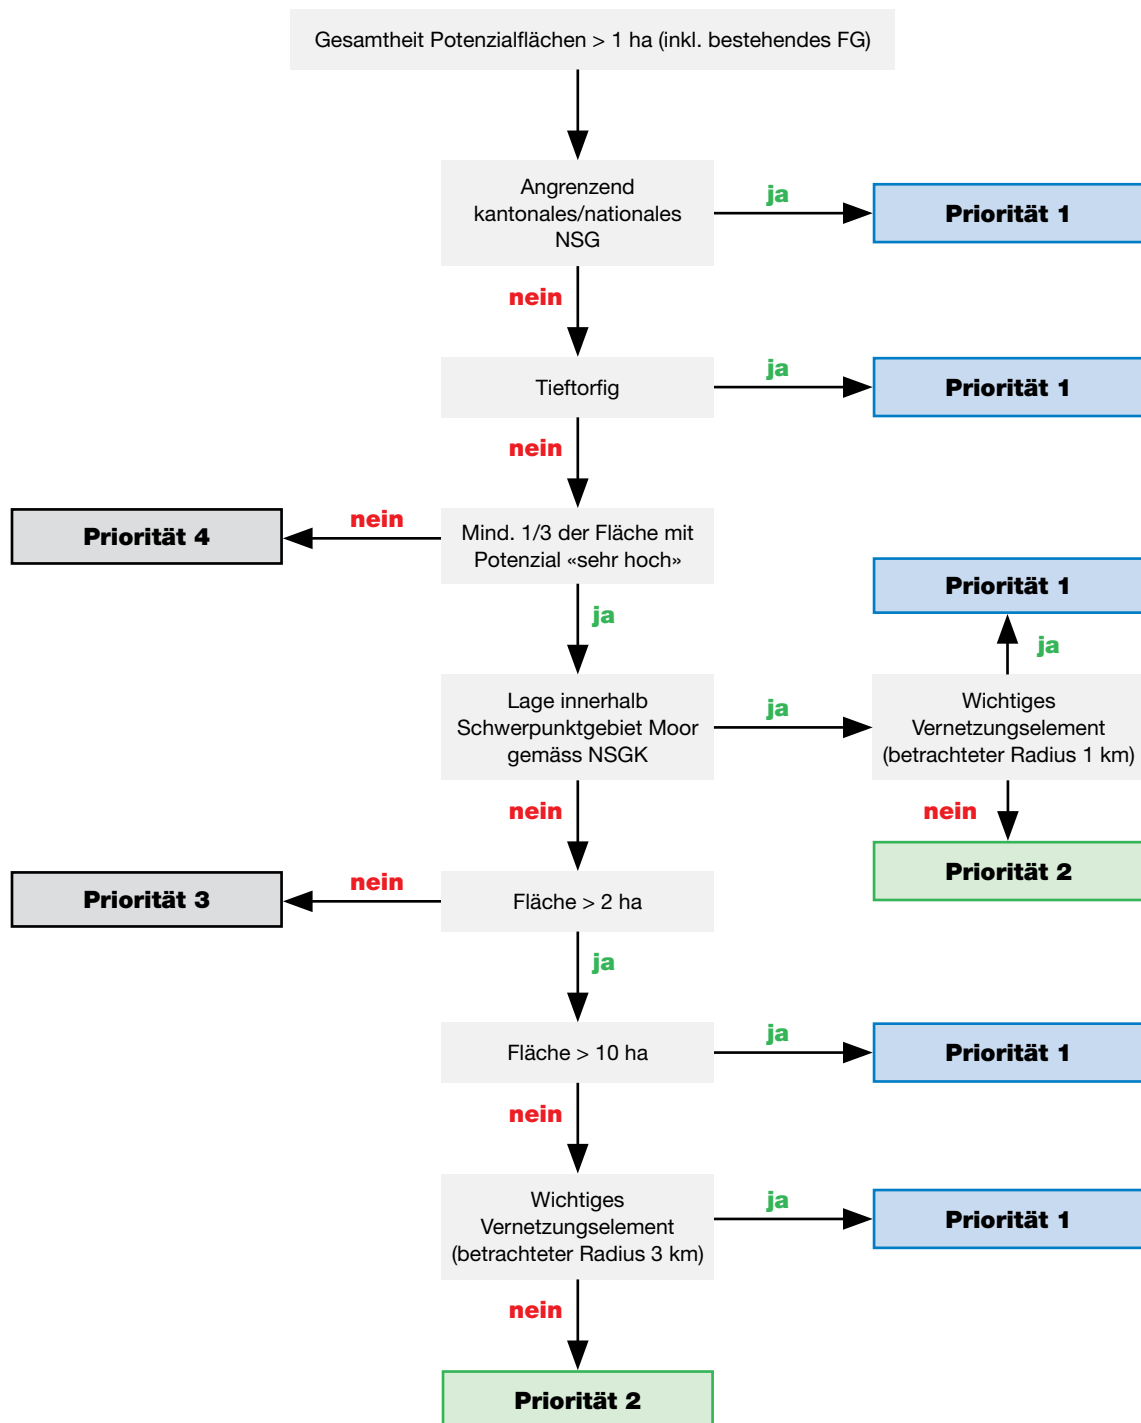 Gesamtheit Potenzialflächen > 1 ha (inkl. bestehendes FG)
Angrenzend
kantonales/nationales
NSG
ja
Priorität 1
nein
Tieftorfig
ja
Priorität 1
nein
Mind. 1/3 der Fläche mit
Potenzial «sehr hoch»
nein
Priorität 4
ja
Lage innerhalb
Schwerpunktgebiet Moor
gemäss NSGK
ja
Wichtiges
Vernetzungselement
(betrachteter Radius 1 km)
ja
Priorität 1
nein
Priorität 2
nein
Fläche > 2 ha
nein
Priorität 3
ja
Fläche > 10 ha
ja
Priorität 1
nein
Wichtiges
Vernetzungselement
(betrachteter Radius 3 km)
ja
Priorität 1
nein
Priorität 2